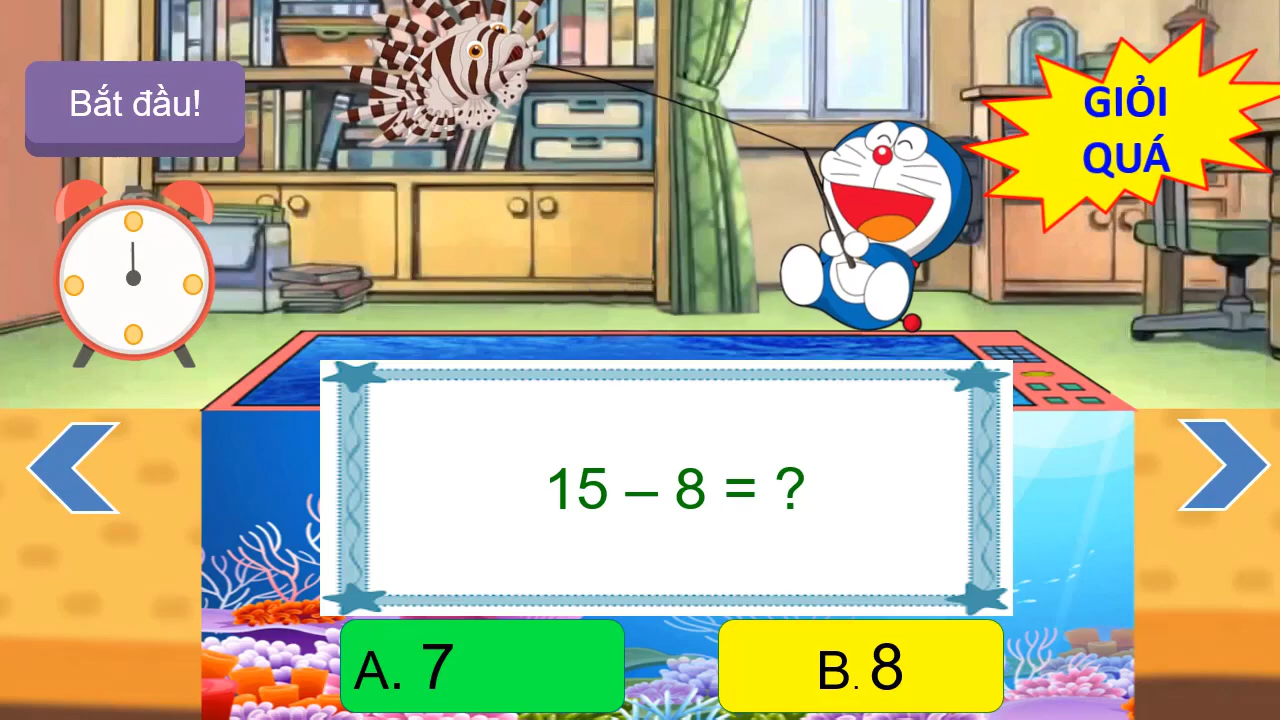 Bắt đầu!
GIỎI
QUÁ
15 – 8 = ?
A. 7
B. 8